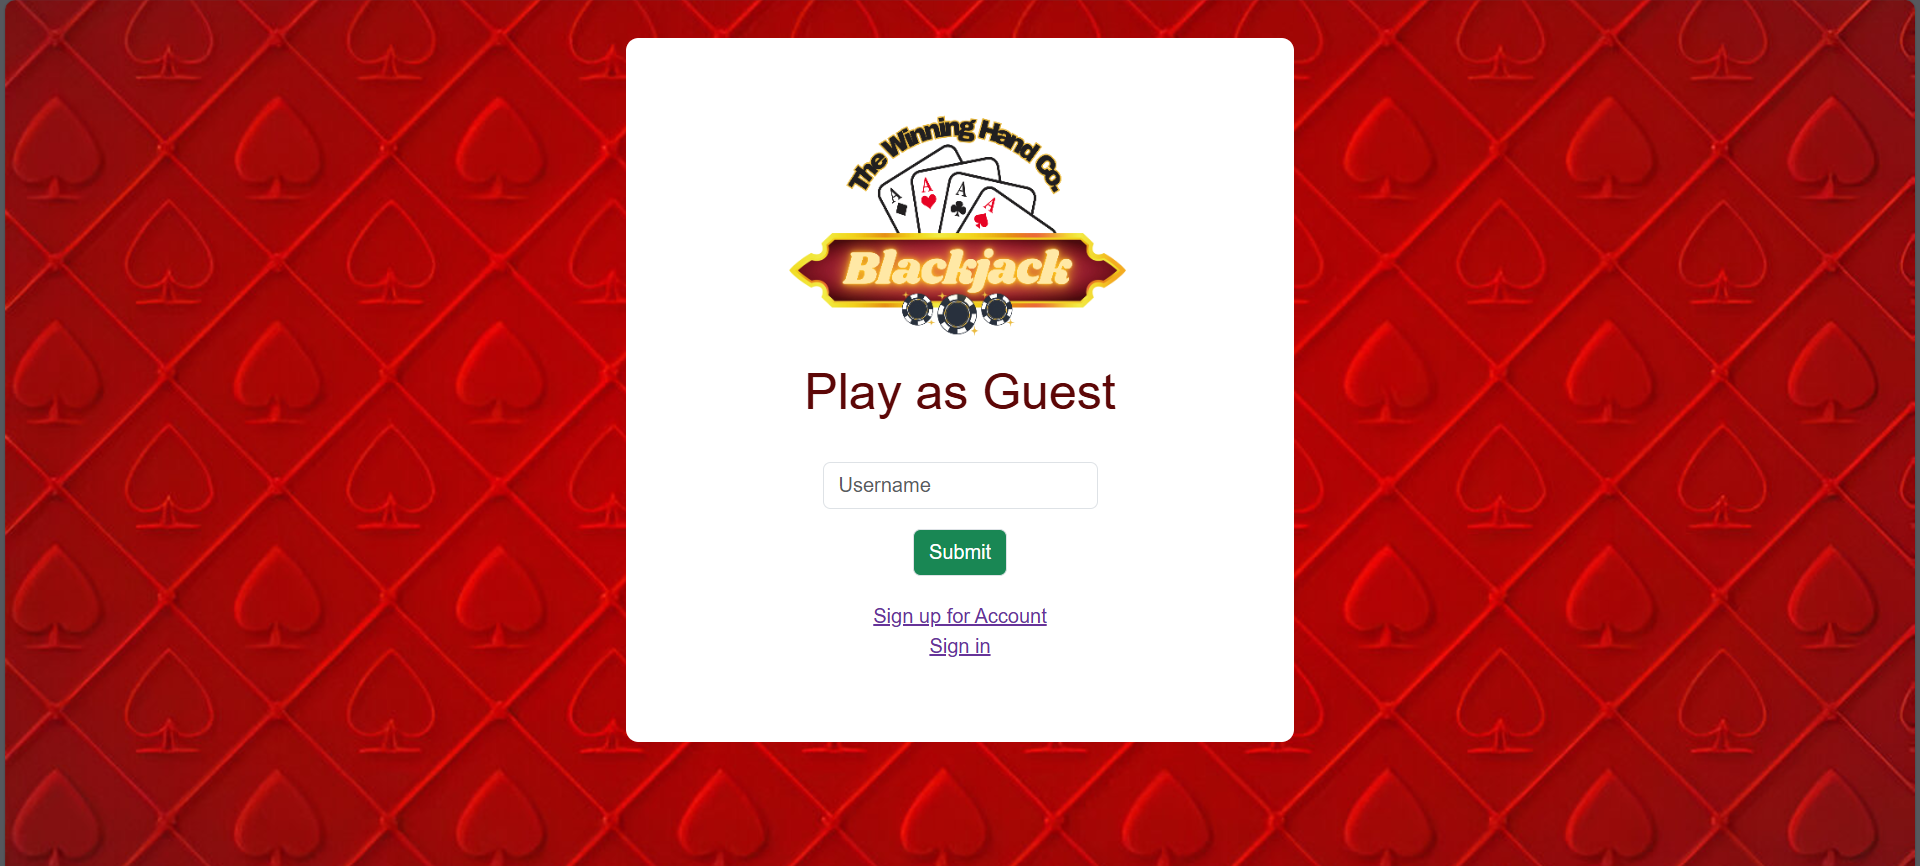 The Winning Hand Co.
A A A A
Blackjack
Play as Guest
Username
Submit
Sign up for Account
Sign in